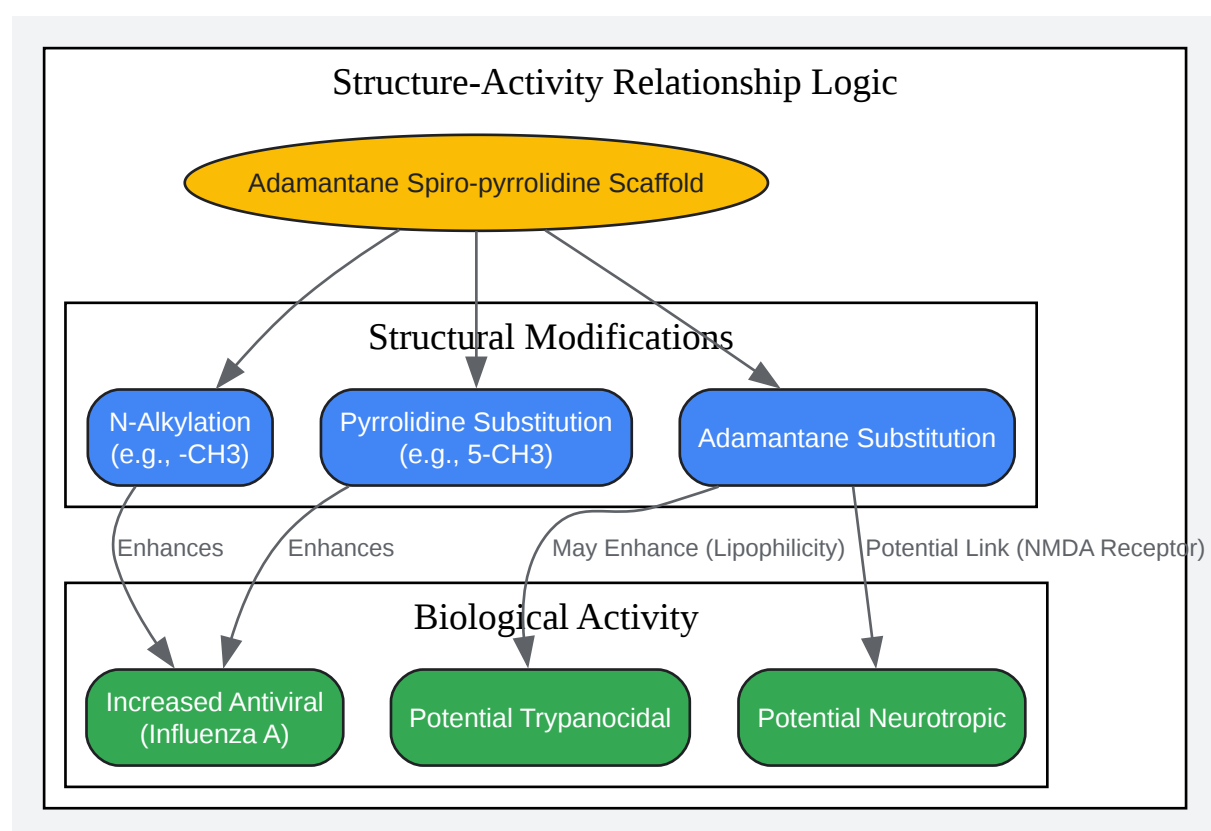 Structure-Activity Relationship Logic
Adamantane Spiro-pyrrolidine Scaffold
Structural Modifications
N-Alkylation
(e.g., -CH3)
Pyrrolidine Substitution
(e.g., 5-CH3)
Adamantane Substitution
Enhances
Enhances
May Enhance (Lipophilicity)
Potential Link (NMDA Receptor)
Biological Activity
Increased Antiviral
(Influenza A)
Potential Trypanocidal
Potential Neurotropic